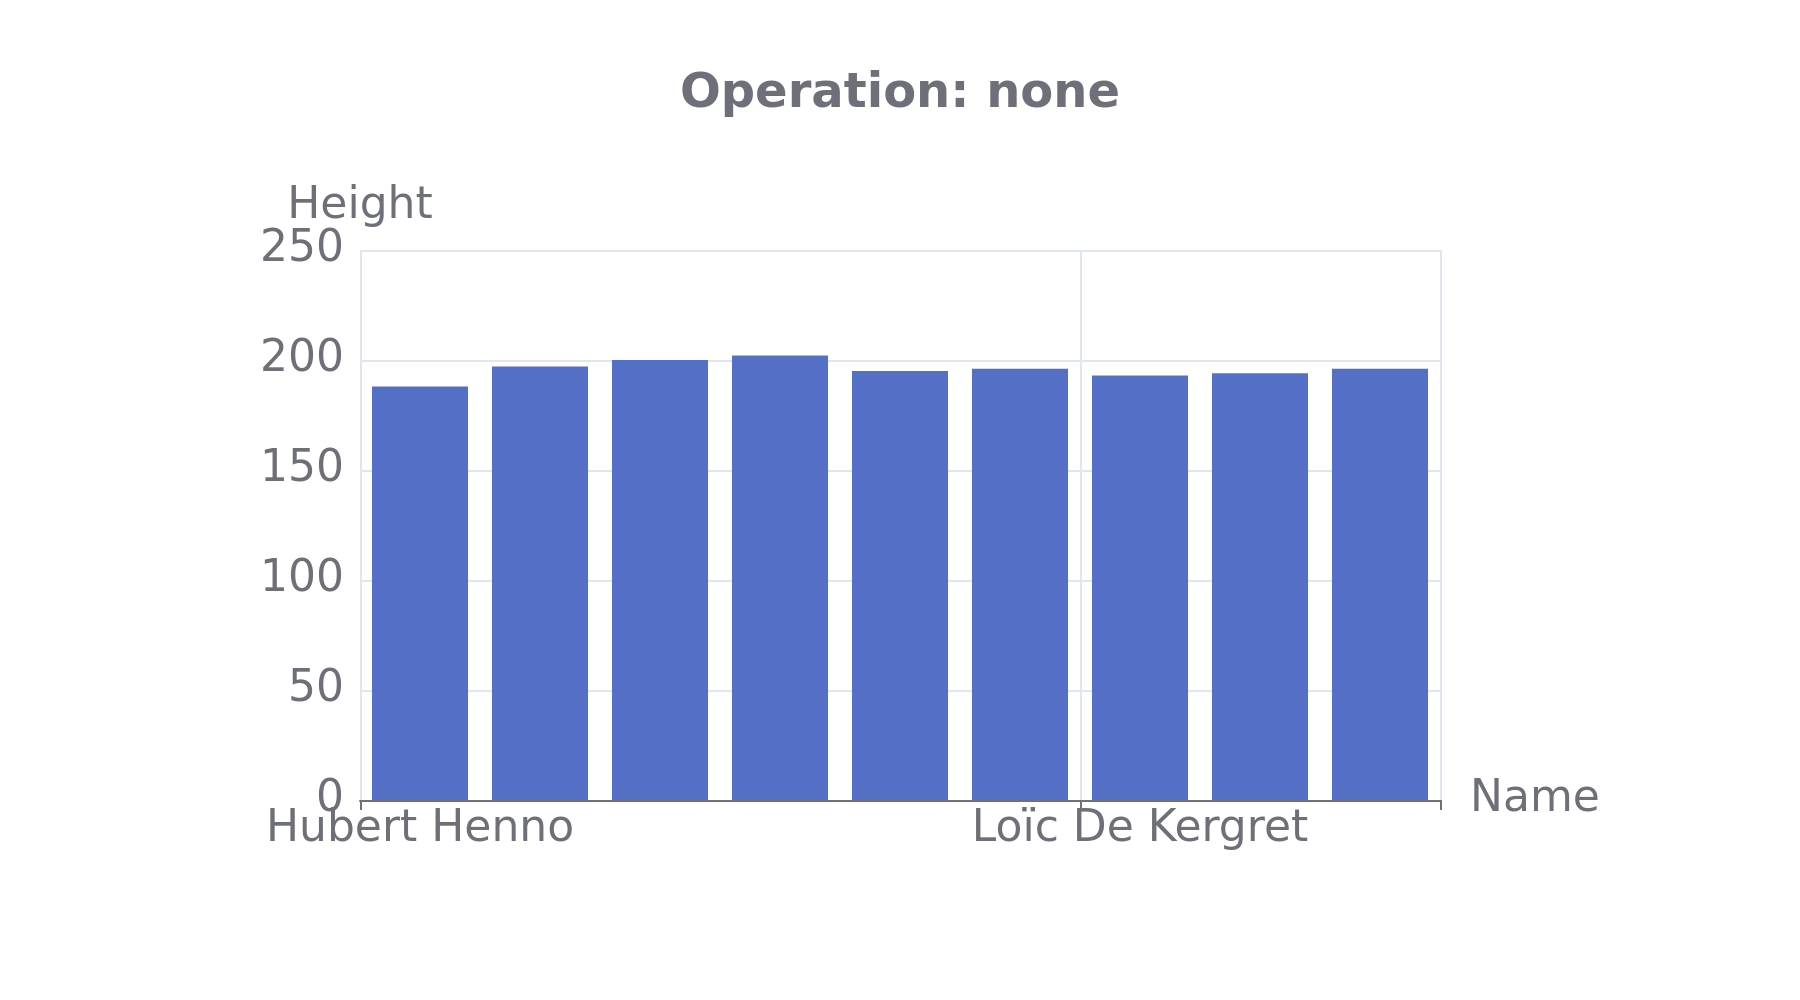 Operation: none
Height
250
200
150
100
50
0
Hubert Henno
Loïc De Kergret
Name